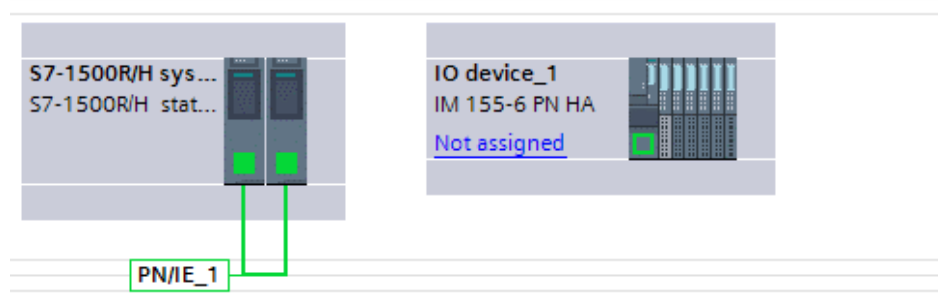 S7-1500R/H sys...
S7-1500R/H stat...
IO device_1
IM 155-6 PN HA
Not assigned
PN/IE_1